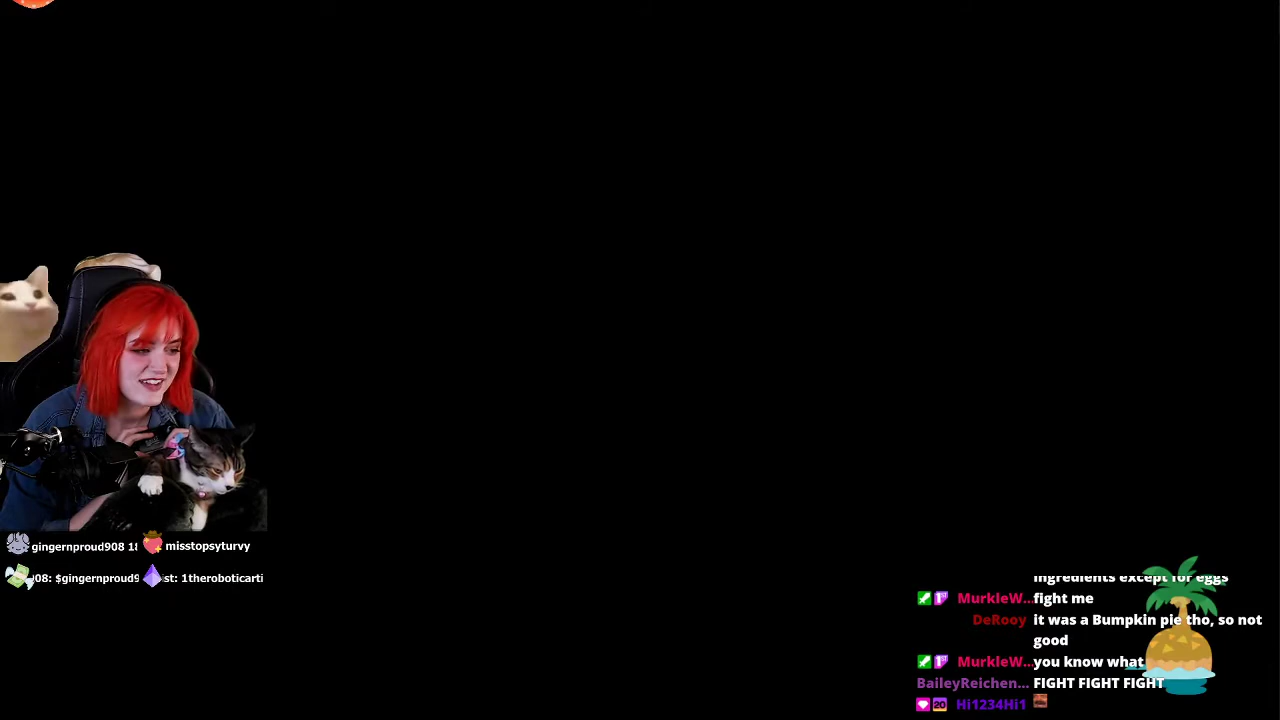 gingernproud908 18
misstopsyturvy
08: $gingernproud9
st: 1theroboticarti
ingredients except for eggs
MurkleW... fight me
DeRooy it was a Bumpkin pie tho, so not
good
MurkleW... you know what
BaileyReichen... FIGHT FIGHT FIGHT
20 Hi1234Hi1